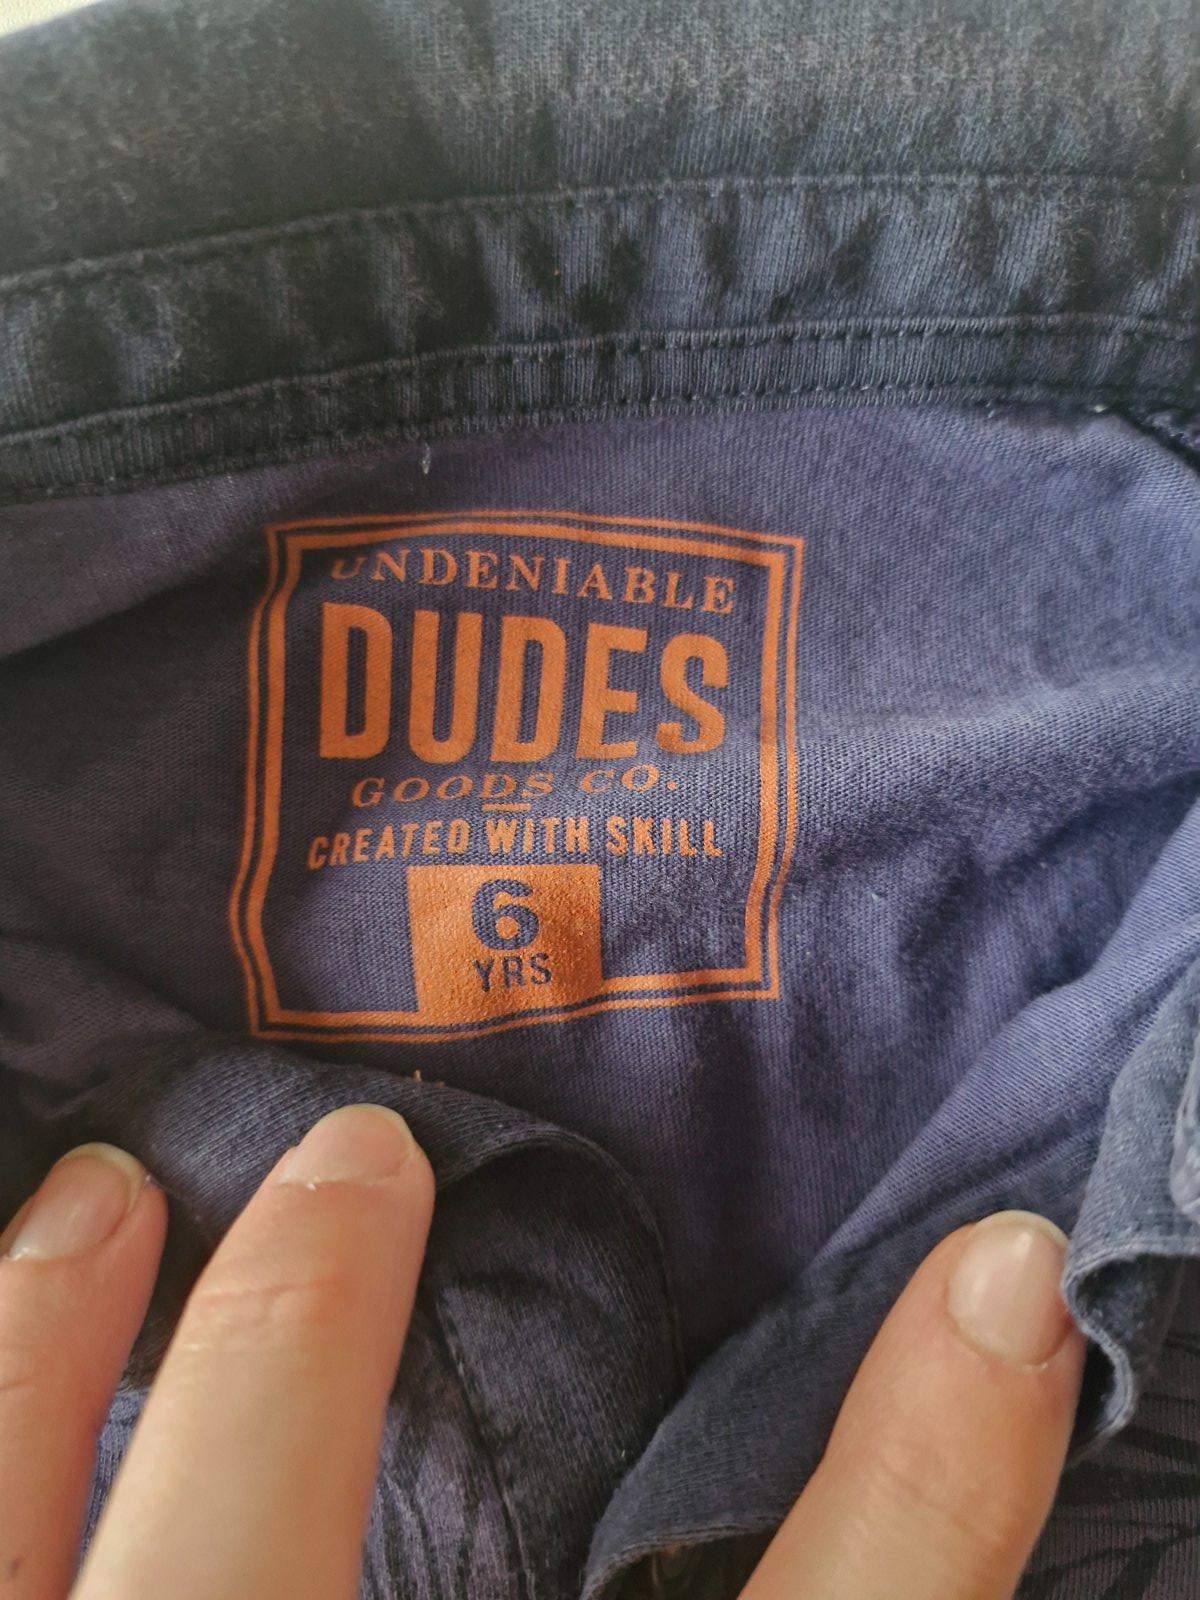 UNDENIABLE
DUDES
GOODS CO.
CREATED WITH SKILL
6
YRS